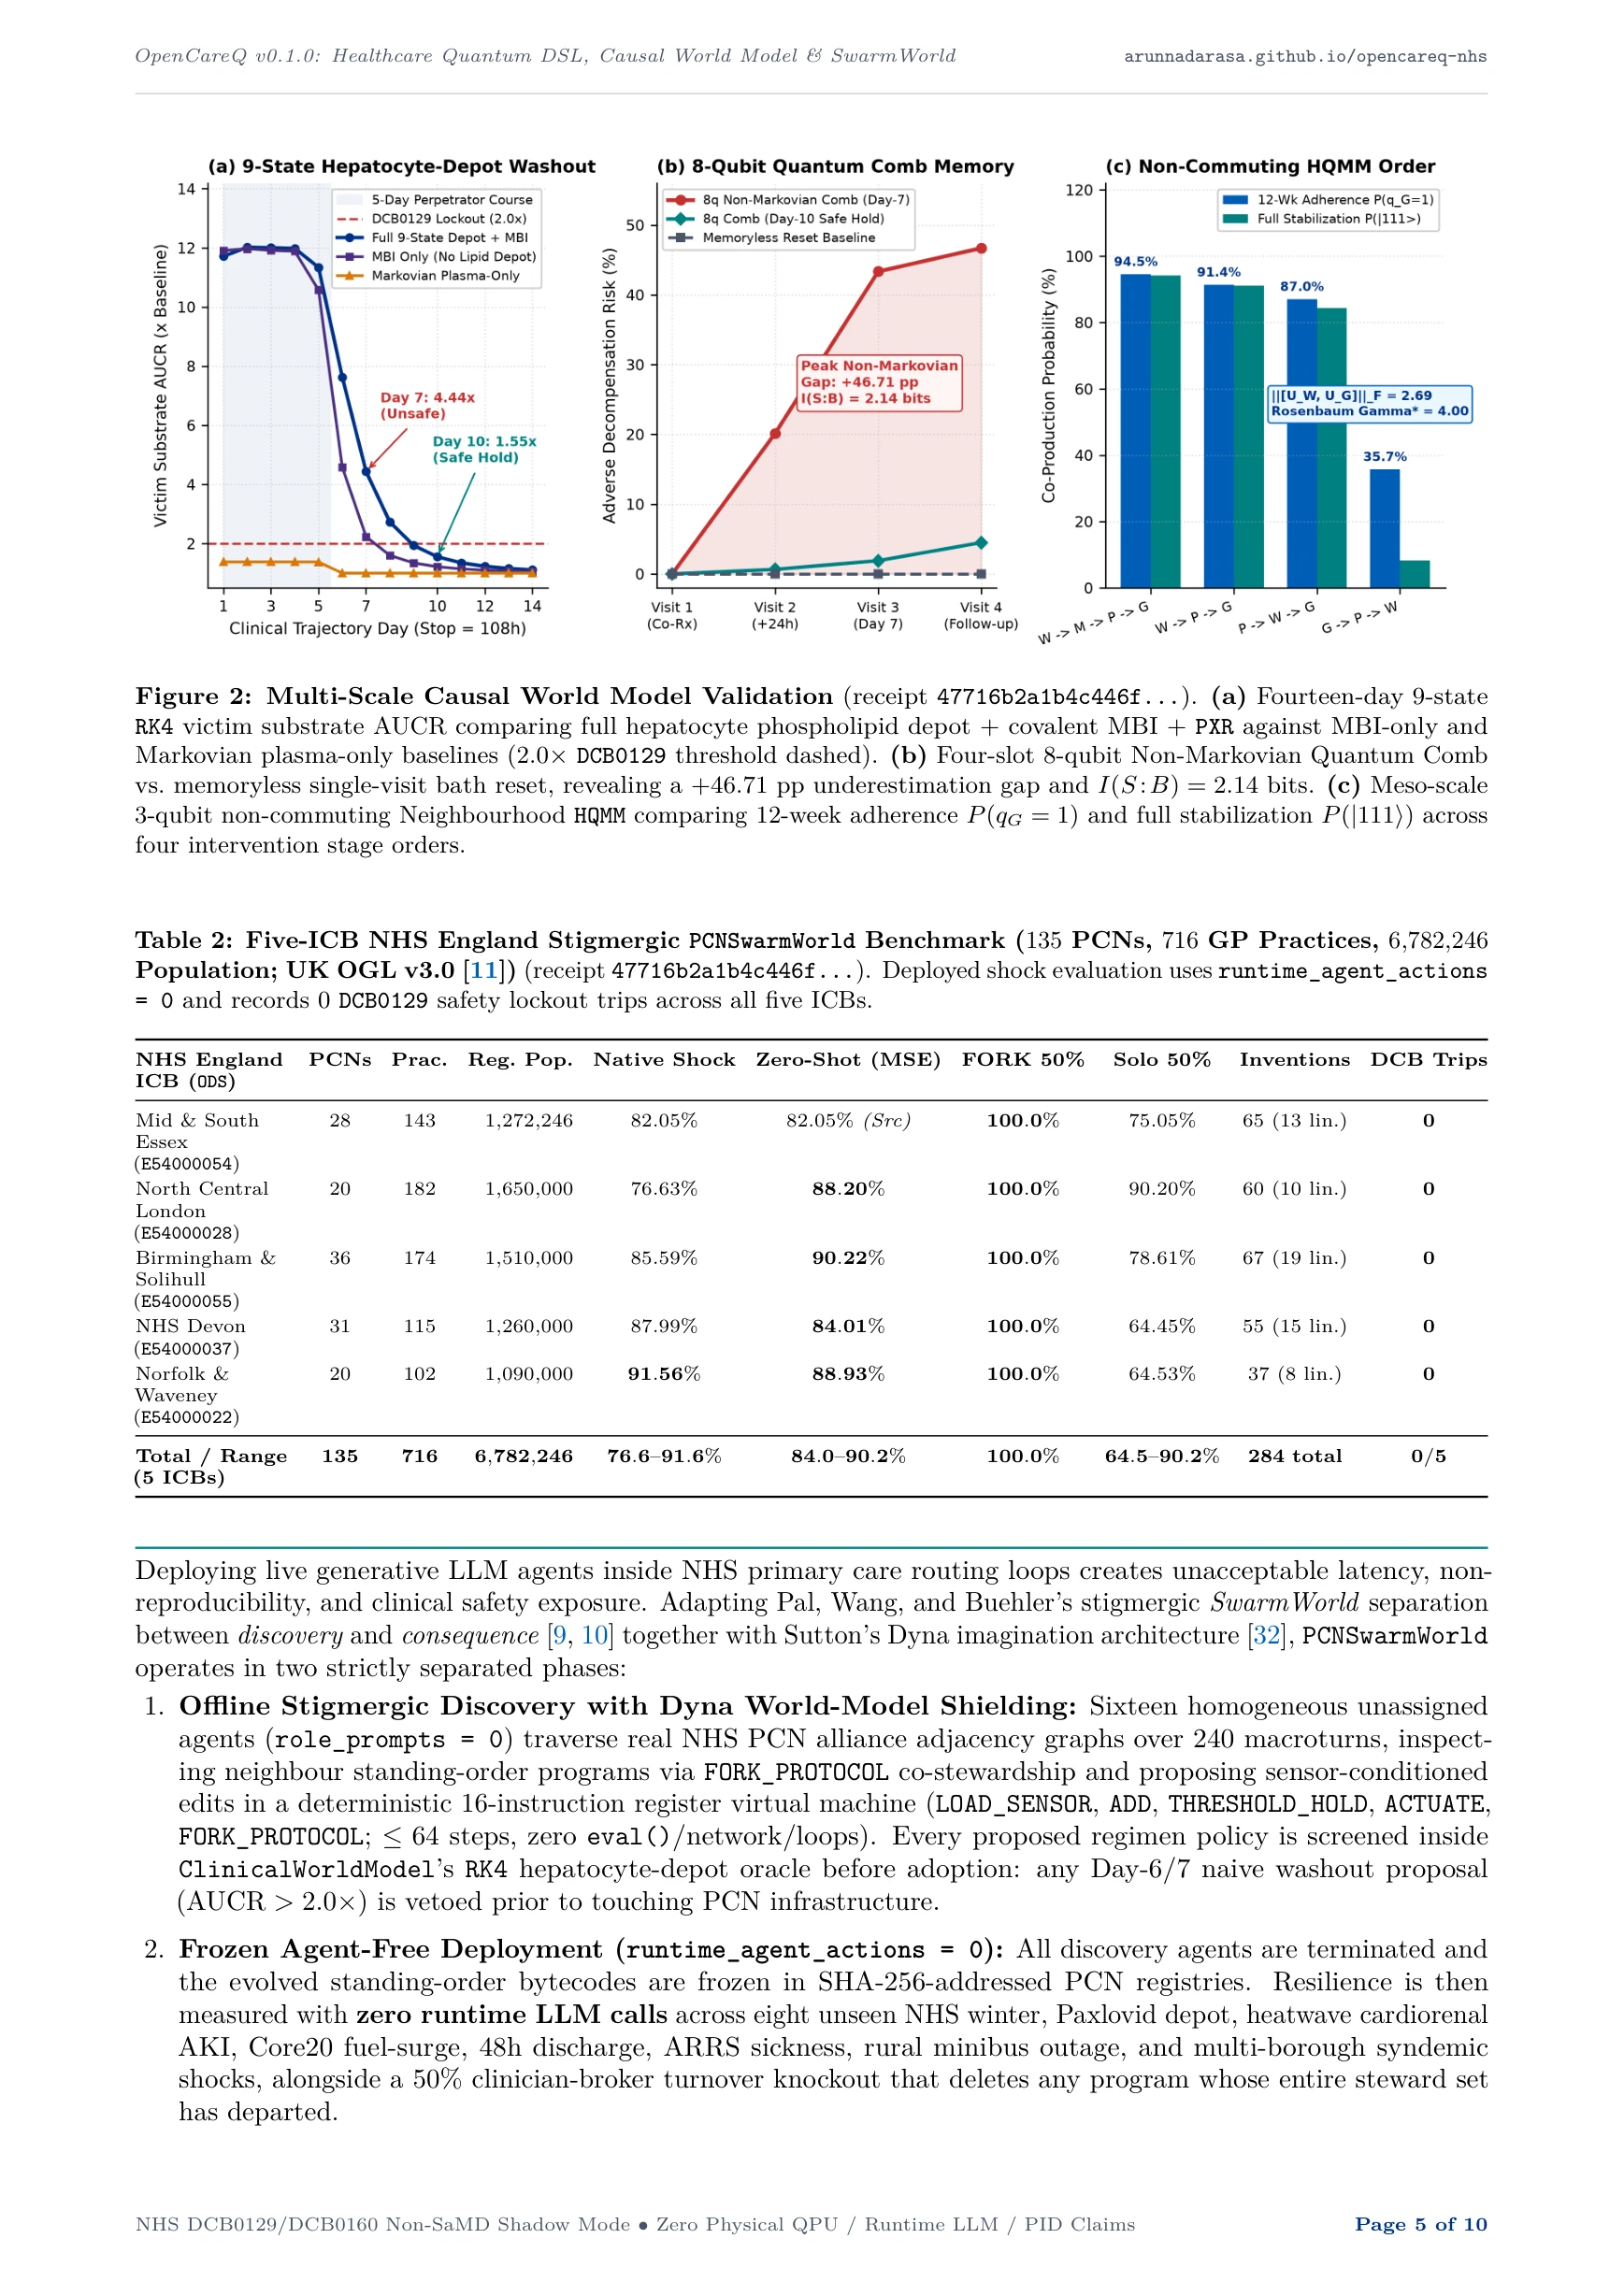 OpenCareQ v0.1.0: Healthcare Quantum DSL, Causal World Model & SwarmWorld
arunnadarasa.github.io/opencareq-nhs
(a) 9-State Hepatocyte-Depot Washout
Victim Substrate AUCR (x Baseline)
14
12
10
8
6
4
2
5-Day Perpetrator Course
DCB0129 Lockout (2.0x)
Full 9-State Depot + MBI
MBI Only (No Lipid Depot)
Markovian Plasma-Only
Day 7: 4.44x
(Unsafe)
Day 10: 1.55x
(Safe Hold)
1 3 5 7 10 12 14
Clinical Trajectory Day (Stop = 108h)
(b) 8-Qubit Quantum Comb Memory
Adverse Decompensation Risk (%)
50
40
30
20
10
0
8q Non-Markovian Comb (Day-7)
8q Comb (Day-10 Safe Hold)
Memoryless Reset Baseline
Peak Non-Markovian
Gap: +46.71 pp
I(S:B) = 2.14 bits
Visit 1 Visit 2 Visit 3 Visit 4
(Co-Rx) (+24h) (Day 7) (Follow-up)
(c) Non-Commuting HQMM Order
Co-Production Probability (%)
120
100
80
60
40
20
0
12-Wk Adherence P(q_G=1)
Full Stabilization P(|111>)
94.5%
91.4%
87.0%
35.7%
||[U_W, U_G]||_F = 2.69
Rosenbaum Gamma* = 4.00
W -> M -> P -> G
W -> P -> G
P -> W -> G
G -> P -> W
Figure 2: Multi-Scale Causal World Model Validation (receipt 47716b2a1b4c446f...). (a) Fourteen-day 9-state
RK4 victim substrate AUCR comparing full hepatocyte phospholipid depot + covalent MBI + PXR against MBI-only and
Markovian plasma-only baselines (2.0× DCB0129 threshold dashed). (b) Four-slot 8-qubit Non-Markovian Quantum Comb
vs. memoryless single-visit bath reset, revealing a +46.71 pp underestimation gap and I(S:B) = 2.14 bits. (c) Meso-scale
3-qubit non-commuting Neighbourhood HQMM comparing 12-week adherence P(q_G = 1) and full stabilization P(|111⟩) across
four intervention stage orders.
Table 2: Five-ICB NHS England Stigmergic PCNSwarmWorld Benchmark (135 PCNs, 716 GP Practices, 6,782,246
Population; UK OGL v3.0 [11]) (receipt 47716b2a1b4c446f...). Deployed shock evaluation uses runtime_agent_actions
= 0 and records 0 DCB0129 safety lockout trips across all five ICBs.
NHS England PCNs Prac. Reg. Pop. Native Shock Zero-Shot (MSE) FORK 50% Solo 50% Inventions DCB Trips
ICB (ODS)
Mid & South 28 143 1,272,246 82.05% 82.05% (Src) 100.0% 75.05% 65 (13 lin.) 0
Essex
(E54000054)
North Central 20 182 1,650,000 76.63% 88.20% 100.0% 90.20% 60 (10 lin.) 0
London
(E54000028)
Birmingham & 36 174 1,510,000 85.59% 90.22% 100.0% 78.61% 67 (19 lin.) 0
Solihull
(E54000055)
NHS Devon 31 115 1,260,000 87.99% 84.01% 100.0% 64.45% 55 (15 lin.) 0
(E54000037)
Norfolk & 20 102 1,090,000 91.56% 88.93% 100.0% 64.53% 37 (8 lin.) 0
Waveney
(E54000022)
Total / Range 135 716 6,782,246 76.6–91.6% 84.0–90.2% 100.0% 64.5–90.2% 284 total 0/5
(5 ICBs)
Deploying live generative LLM agents inside NHS primary care routing loops creates unacceptable latency, non-
reproducibility, and clinical safety exposure. Adapting Pal, Wang, and Buehler's stigmergic SwarmWorld separation
between discovery and consequence [9, 10] together with Sutton's Dyna imagination architecture [32], PCNSwarmWorld
operates in two strictly separated phases:
1. Offline Stigmergic Discovery with Dyna World-Model Shielding: Sixteen homogeneous unassigned
agents (role_prompts = 0) traverse real NHS PCN alliance adjacency graphs over 240 macroturns, inspect-
ing neighbour standing-order programs via FORK_PROTOCOL co-stewardship and proposing sensor-conditioned
edits in a deterministic 16-instruction register virtual machine (LOAD_SENSOR, ADD, THRESHOLD_HOLD, ACTUATE,
FORK_PROTOCOL; ≤ 64 steps, zero eval()/network/loops). Every proposed regimen policy is screened inside
ClinicalWorldModel's RK4 hepatocyte-depot oracle before adoption: any Day-6/7 naive washout proposal
(AUCR > 2.0×) is vetoed prior to touching PCN infrastructure.
2. Frozen Agent-Free Deployment (runtime_agent_actions = 0): All discovery agents are terminated and
the evolved standing-order bytecodes are frozen in SHA-256-addressed PCN registries. Resilience is then
measured with zero runtime LLM calls across eight unseen NHS winter, Paxlovid depot, heatwave cardiorenal
AKI, Core20 fuel-surge, 48h discharge, ARRS sickness, rural minibus outage, and multi-borough syndemic
shocks, alongside a 50% clinician-broker turnover knockout that deletes any program whose entire steward set
has departed.
NHS DCB0129/DCB0160 Non-SaMD Shadow Mode • Zero Physical QPU / Runtime LLM / PID Claims
Page 5 of 10